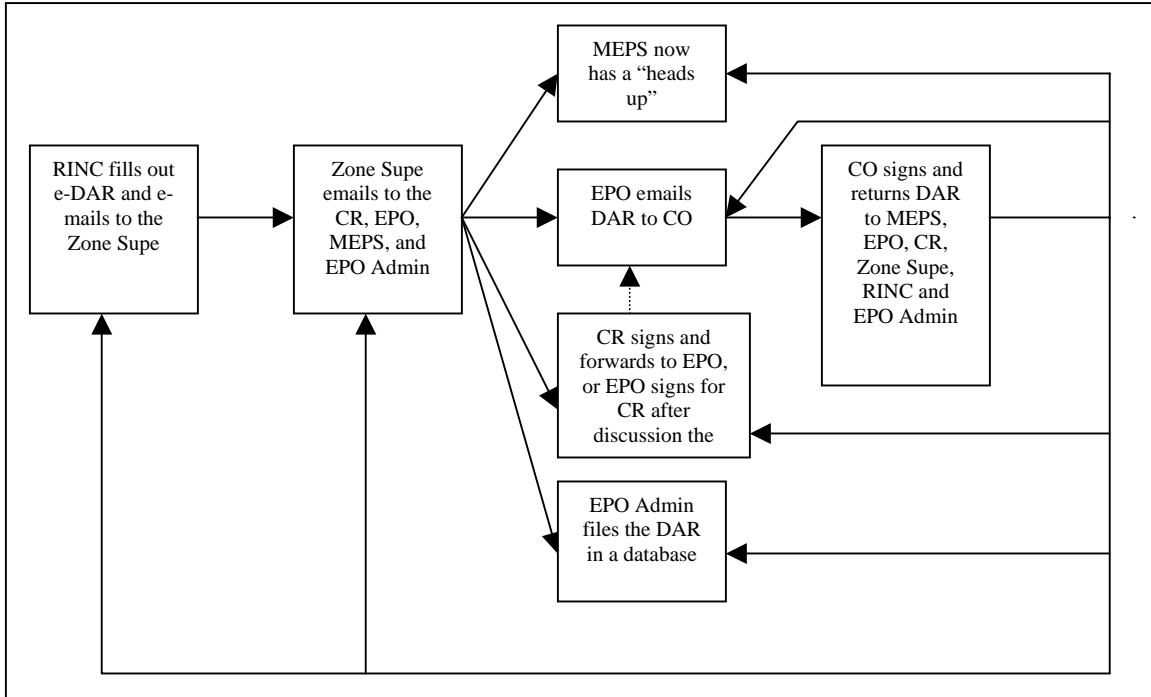 MEPS now
has a “heads
up”
RINC fills out
e-DAR and e-
mails to the
Zone Supe
Zone Supe
emails to the
CR, EPO,
MEPS, and
EPO Admin
EPO emails
DAR to CO
CO signs and
returns DAR
to MEPS,
EPO, CR,
Zone Supe,
RINC and
EPO Admin
CR signs and
forwards to EPO,
or EPO signs for
CR after
discussion the
EPO Admin
files the DAR
in a database